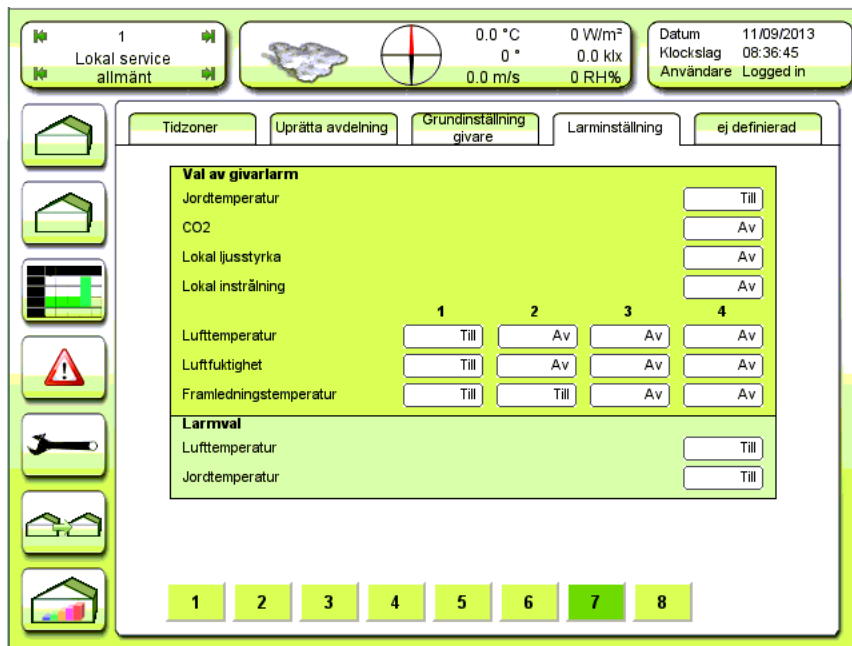 1
Lokal service
allmänt
0.0 °C 0 W/m²
0 ° 0.0 klx
0.0 m/s 0 RH%
Datum 11/09/2013
Klockslag 08:36:45
Användare Logged in
Tidzoner
Uprätta avdelning
Grundinställning
givare
Larminställning
ej definierad
Val av givarlarm
Jordtemperatur Till
CO2 Av
Lokal ljusstyrka Av
Lokal instrålning Av
1 2 3 4
Lufttemperatur Till Av Av Av
Luftfuktighet Till Av Av Av
Framledningstemperatur Till Till Av Av
Larmval
Lufttemperatur Till
Jordtemperatur Till
1 2 3 4 5 6 7 8